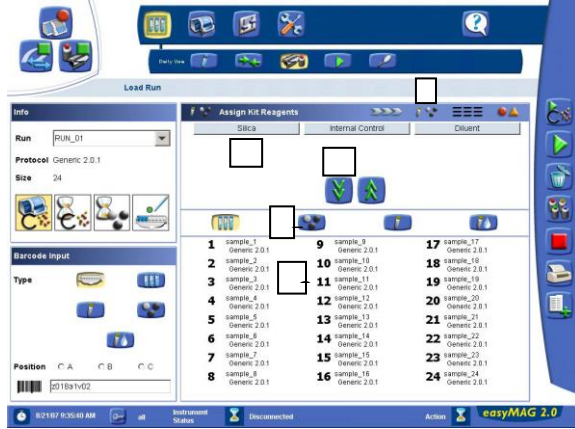 Daily Use
Load Run
Info
Run RUN_01
Protocol Generic 2.0.1
Size 24
Barcode Input
Type
Position A B C
z018a1v02
Assign Kit Reagents
Silica Internal Control Diluent
1 sample_1 Generic 2.0.1
9 sample_9 Generic 2.0.1
17 sample_17 Generic 2.0.1
2 sample_2 Generic 2.0.1
10 sample_10 Generic 2.0.1
18 sample_18 Generic 2.0.1
3 sample_3 Generic 2.0.1
11 sample_11 Generic 2.0.1
19 sample_19 Generic 2.0.1
4 sample_4 Generic 2.0.1
12 sample_12 Generic 2.0.1
20 sample_20 Generic 2.0.1
5 sample_5 Generic 2.0.1
13 sample_13 Generic 2.0.1
21 sample_21 Generic 2.0.1
6 sample_6 Generic 2.0.1
14 sample_14 Generic 2.0.1
22 sample_22 Generic 2.0.1
7 sample_7 Generic 2.0.1
15 sample_15 Generic 2.0.1
23 sample_23 Generic 2.0.1
8 sample_8 Generic 2.0.1
16 sample_16 Generic 2.0.1
24 sample_24 Generic 2.0.1
8/21/07 9:35:40 AM all Instrument Status Disconnected Action easyMAG 2.0